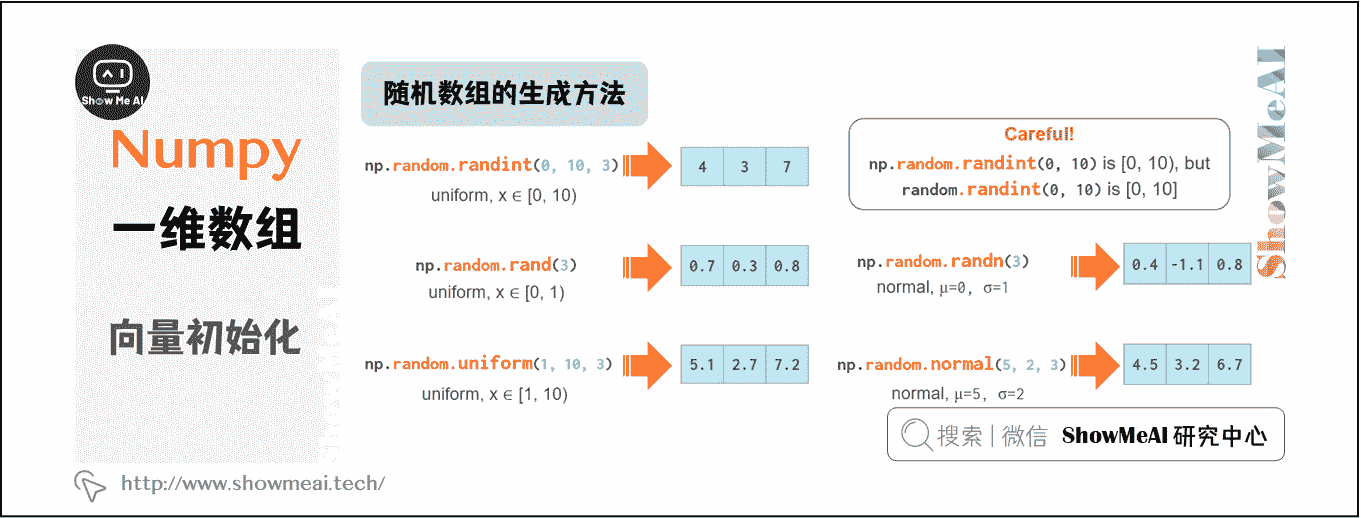 Show Me AI
Numpy
一维数组
向量初始化
随机数组的生成方法
np.random.randint(0, 10, 3)
uniform, x ∈ [0, 10)
4 3 7
Careful!
np.random.randint(0, 10) is [0, 10), but
random.randint(0, 10) is [0, 10]
np.random.rand(3)
uniform, x ∈ [0, 1)
0.7 0.3 0.8
np.random.randn(3)
normal, μ=0, σ=1
0.4 -1.1 0.8
np.random.uniform(1, 10, 3)
uniform, x ∈ [1, 10)
5.1 2.7 7.2
np.random.normal(5, 2, 3)
normal, μ=5, σ=2
4.5 3.2 6.7
ShowMeAI
搜索 | 微信 ShowMeAI 研究中心
http://www.showmeai.tech/